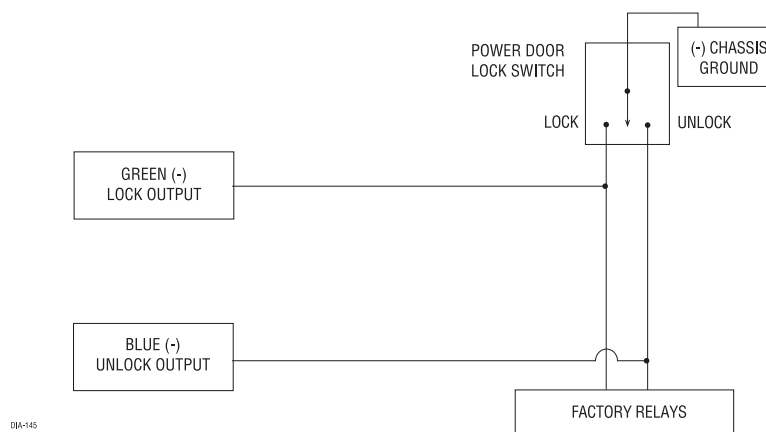 POWER DOOR
LOCK SWITCH
(-) CHASSIS
GROUND
LOCK
UNLOCK
GREEN (-)
LOCK OUTPUT
BLUE (-)
UNLOCK OUTPUT
FACTORY RELAYS
DIA-145